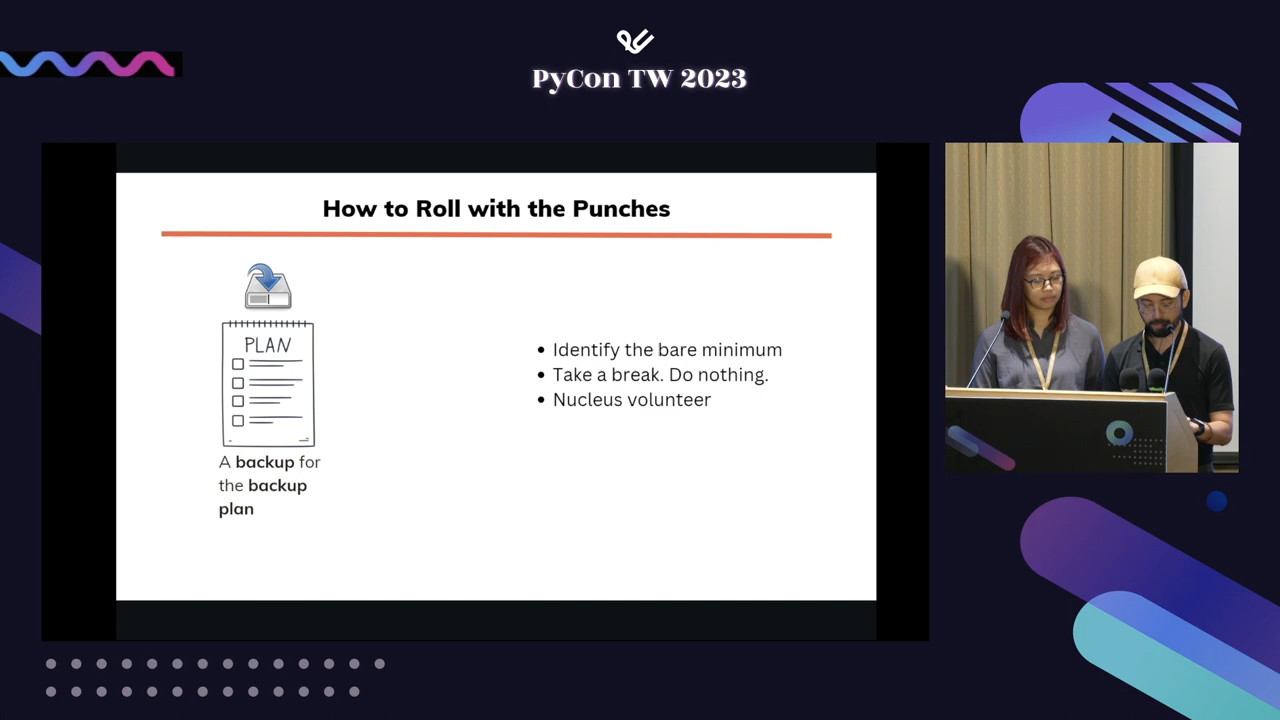 PyCon TW 2023
How to Roll with the Punches
PLAN
A backup for
the backup
plan
• Identify the bare minimum
• Take a break. Do nothing.
• Nucleus volunteer